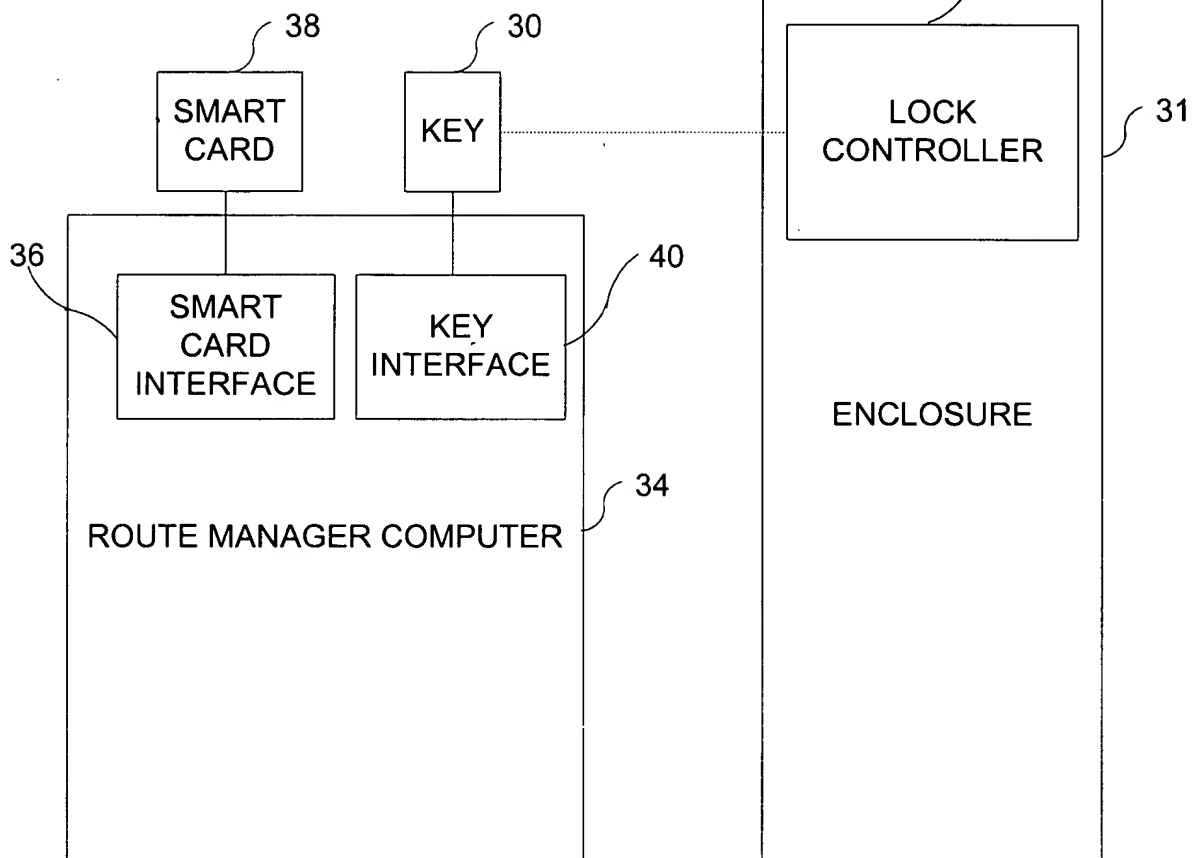 38
30
SMART
CARD
KEY
LOCK
CONTROLLER
31
36
SMART
CARD
INTERFACE
KEY
INTERFACE
40
ENCLOSURE
34
ROUTE MANAGER COMPUTER